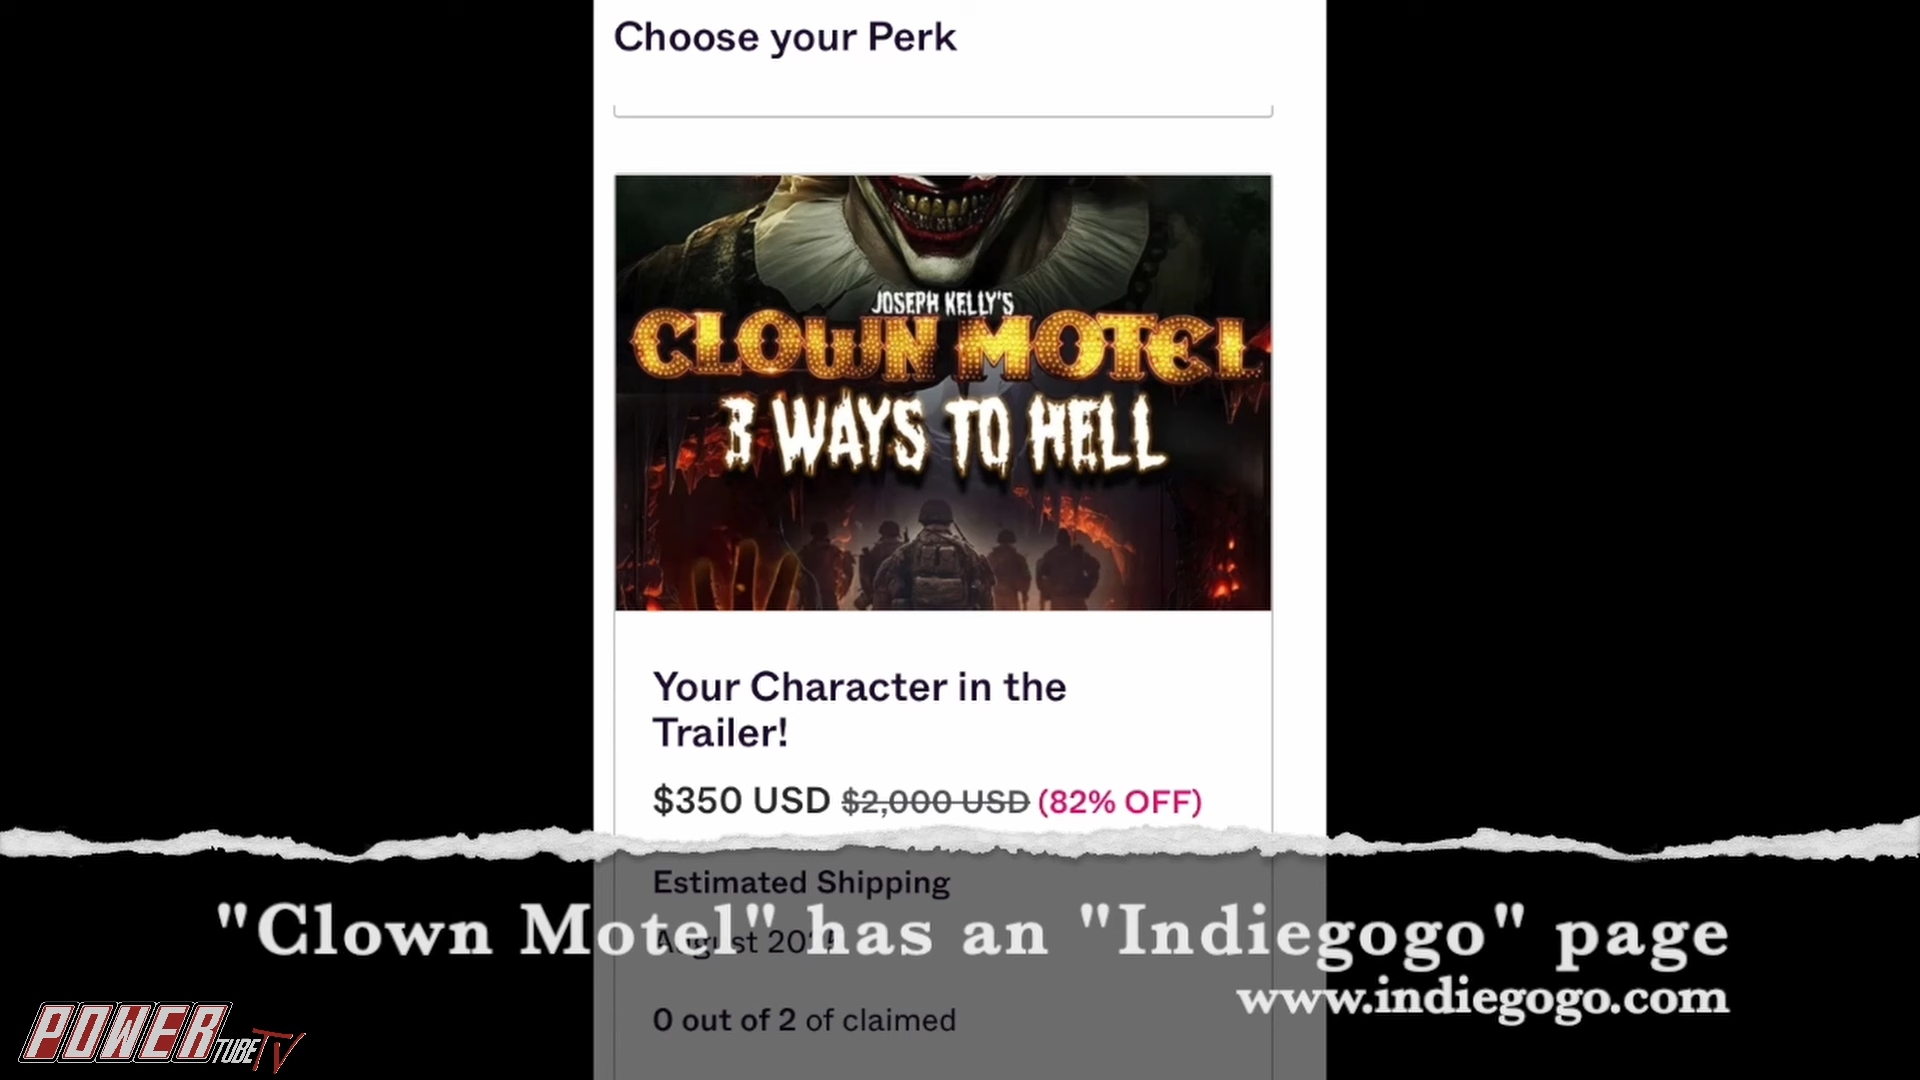 Choose your Perk
JOSEPH KELLY'S
CLOWN MOTEL
3 WAYS TO HELL
Your Character in the
Trailer!
$350 USD $2,000 USD (82% OFF)
Estimated Shipping
August
"Clown Motel" has an "Indiegogo" page
www.indiegogo.com
0 out of 2 of claimed
POWER TUBE TV